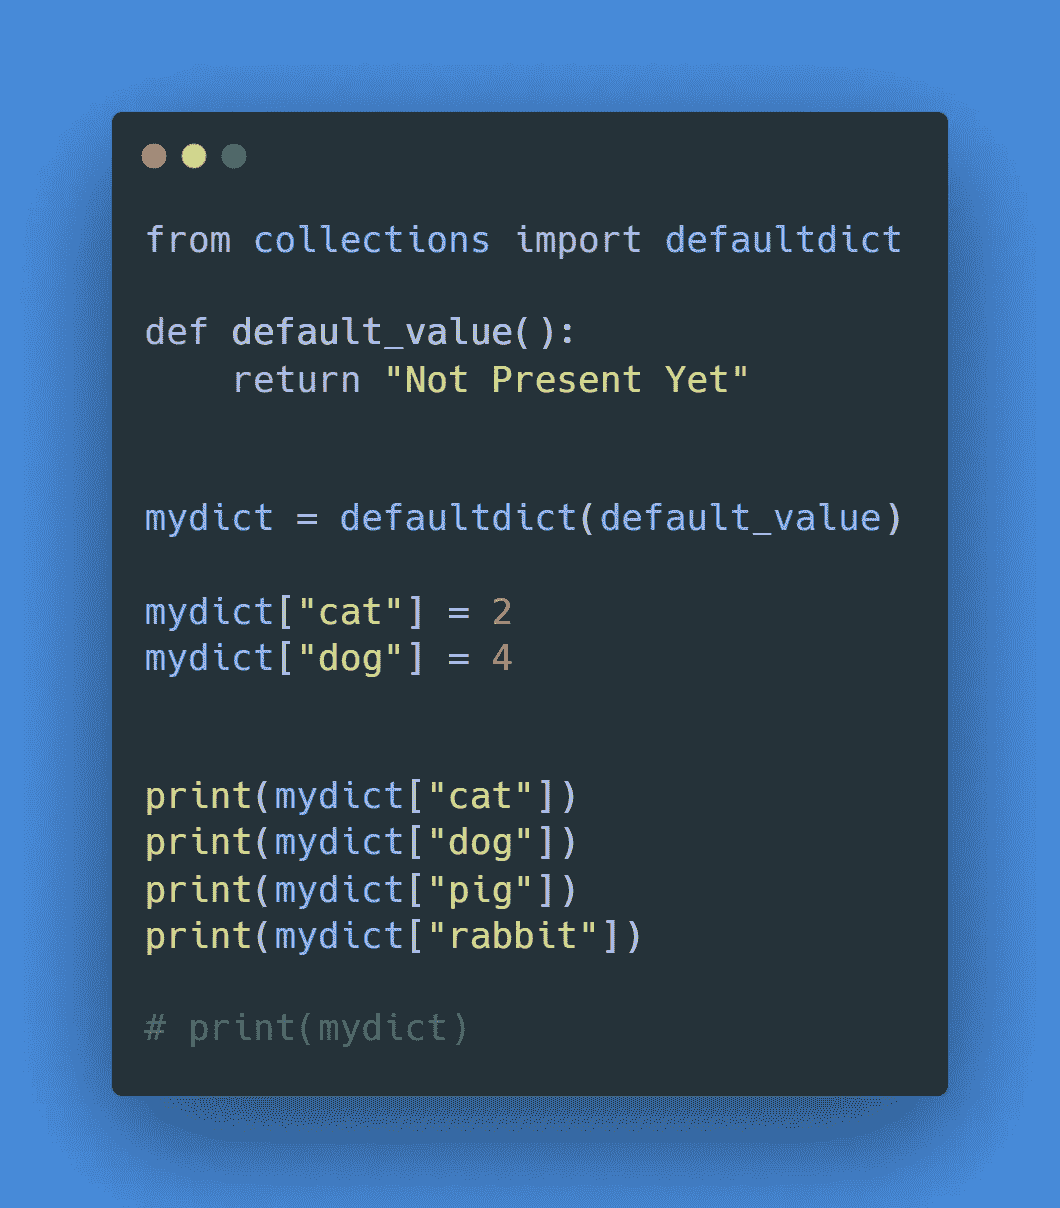 from collections import defaultdict
def default_value():
    return "Not Present Yet"
mydict = defaultdict(default_value)
mydict["cat"] = 2
mydict["dog"] = 4
print(mydict["cat"])
print(mydict["dog"])
print(mydict["pig"])
print(mydict["rabbit"])
# print(mydict)